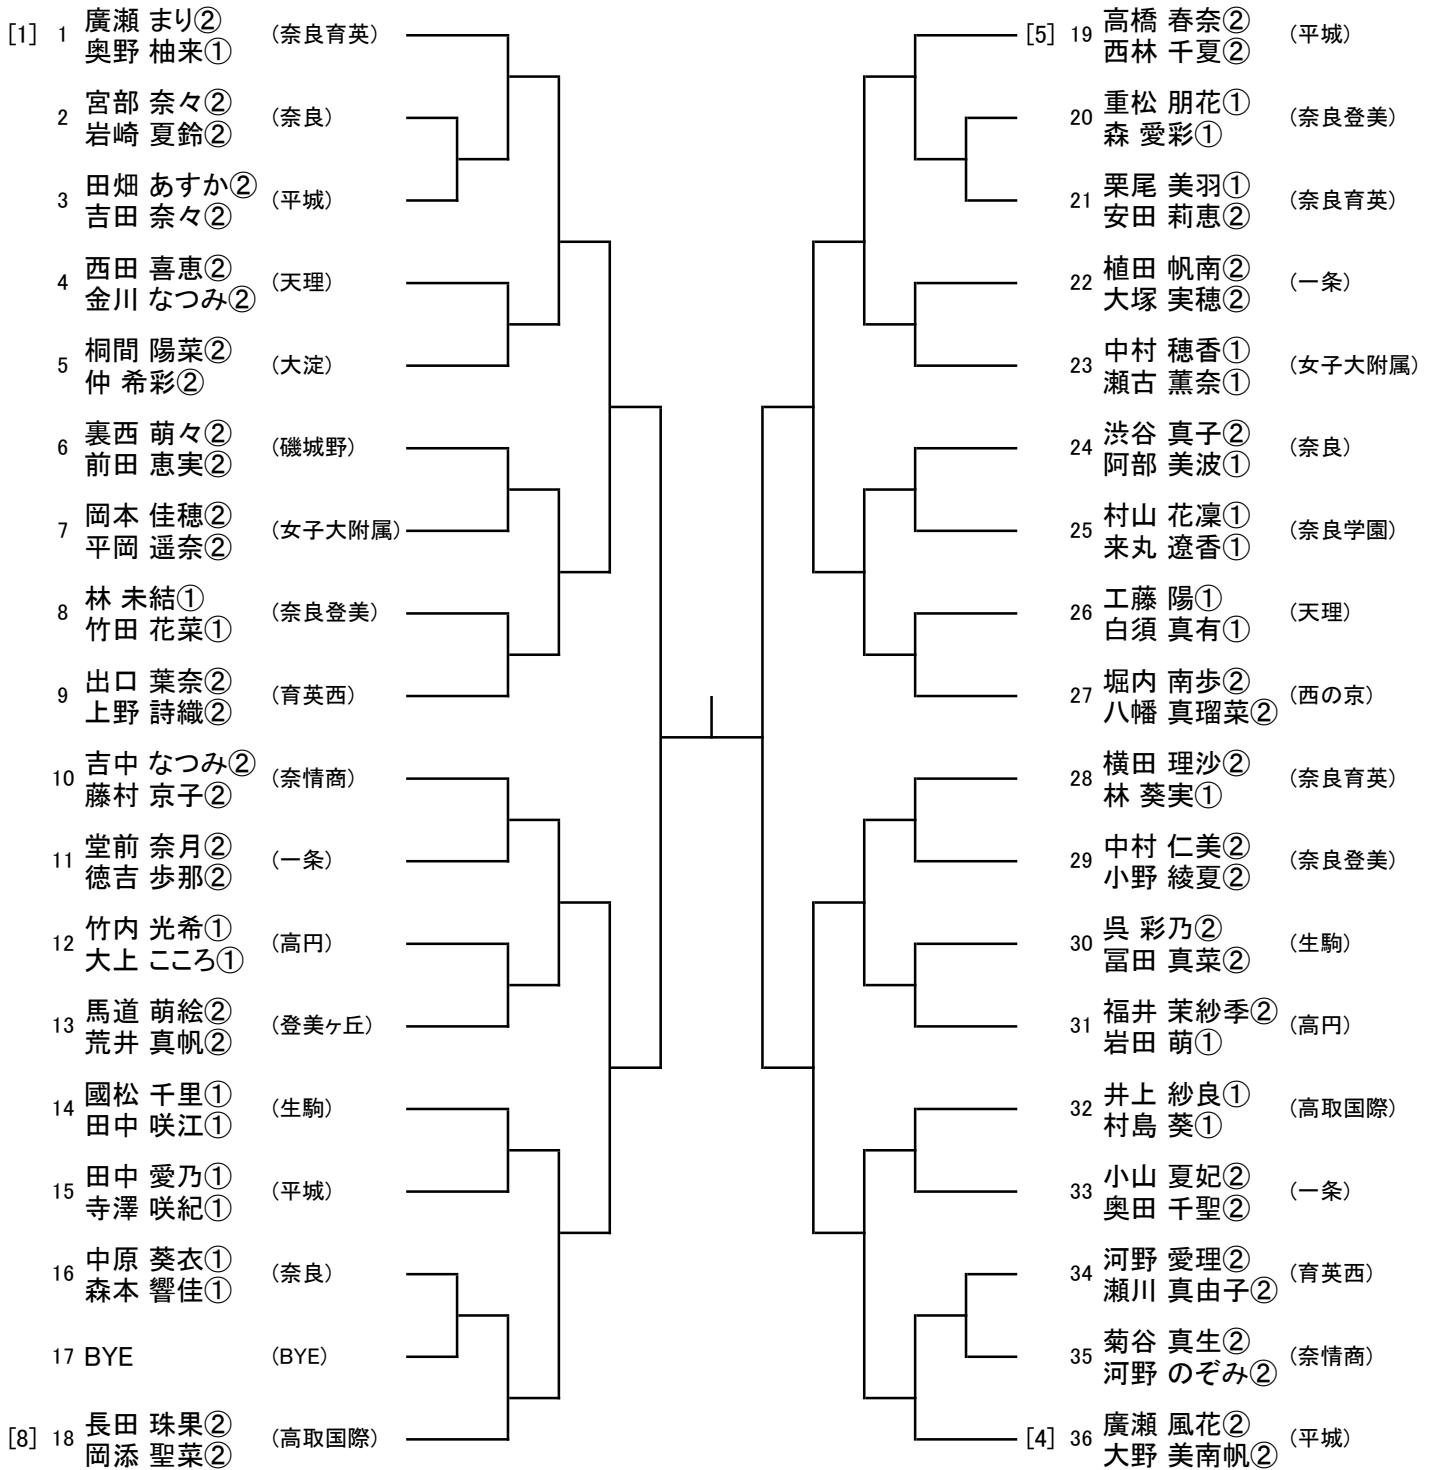 [1] 1 廣瀬 まり② (奈良育英)
奥野 柚来①
2 宮部 奈々② (奈良)
岩崎 夏鈴②
3 田畑 あすか② (平城)
吉田 奈々②
4 西田 喜恵② (天理)
金川 なつみ②
5 桐間 陽菜② (大淀)
仲 希彩②
6 裏西 萌々② (磯城野)
前田 恵実②
7 岡本 佳穂② (女子大附属)
平岡 遥奈②
8 林 未結① (奈良登美)
竹田 花菜①
9 出口 葉奈② (育英西)
上野 詩織②
10 吉中 なつみ② (奈情商)
藤村 京子②
11 堂前 奈月② (一条)
徳吉 歩那②
12 竹内 光希① (高円)
大上 こころ①
13 馬道 萌絵② (登美ヶ丘)
荒井 真帆②
14 國松 千里① (生駒)
田中 咲江①
15 田中 愛乃① (平城)
寺澤 咲紀①
16 中原 葵衣① (奈良)
森本 響佳①
17 BYE (BYE)
[8] 18 長田 珠果② (高取国際)
岡添 聖菜②
[5] 19 高橋 春奈② (平城)
西林 千夏②
20 重松 朋花① (奈良登美)
森 愛彩①
21 栗尾 美羽① (奈良育英)
安田 莉恵②
22 植田 帆南② (一条)
大塚 実穂②
23 中村 穂香① (女子大附属)
瀬古 薫奈①
24 渋谷 真子② (奈良)
阿部 美波①
25 村山 花凜① (奈良学園)
来丸 遼香①
26 工藤 陽① (天理)
白須 真有①
27 堀内 南歩② (西の京)
八幡 真瑠菜②
28 横田 理沙② (奈良育英)
林 葵実①
29 中村 仁美② (奈良登美)
小野 綾夏②
30 呉 彩乃② (生駒)
冨田 真菜②
31 福井 茉紗季② (高円)
岩田 萌①
32 井上 紗良① (高取国際)
村島 葵①
33 小山 夏妃② (一条)
奥田 千聖②
34 河野 愛理② (育英西)
瀬川 真由子②
35 菊谷 真生② (奈情商)
河野 のぞみ②
[4] 36 廣瀬 風花② (平城)
大野 美南帆②